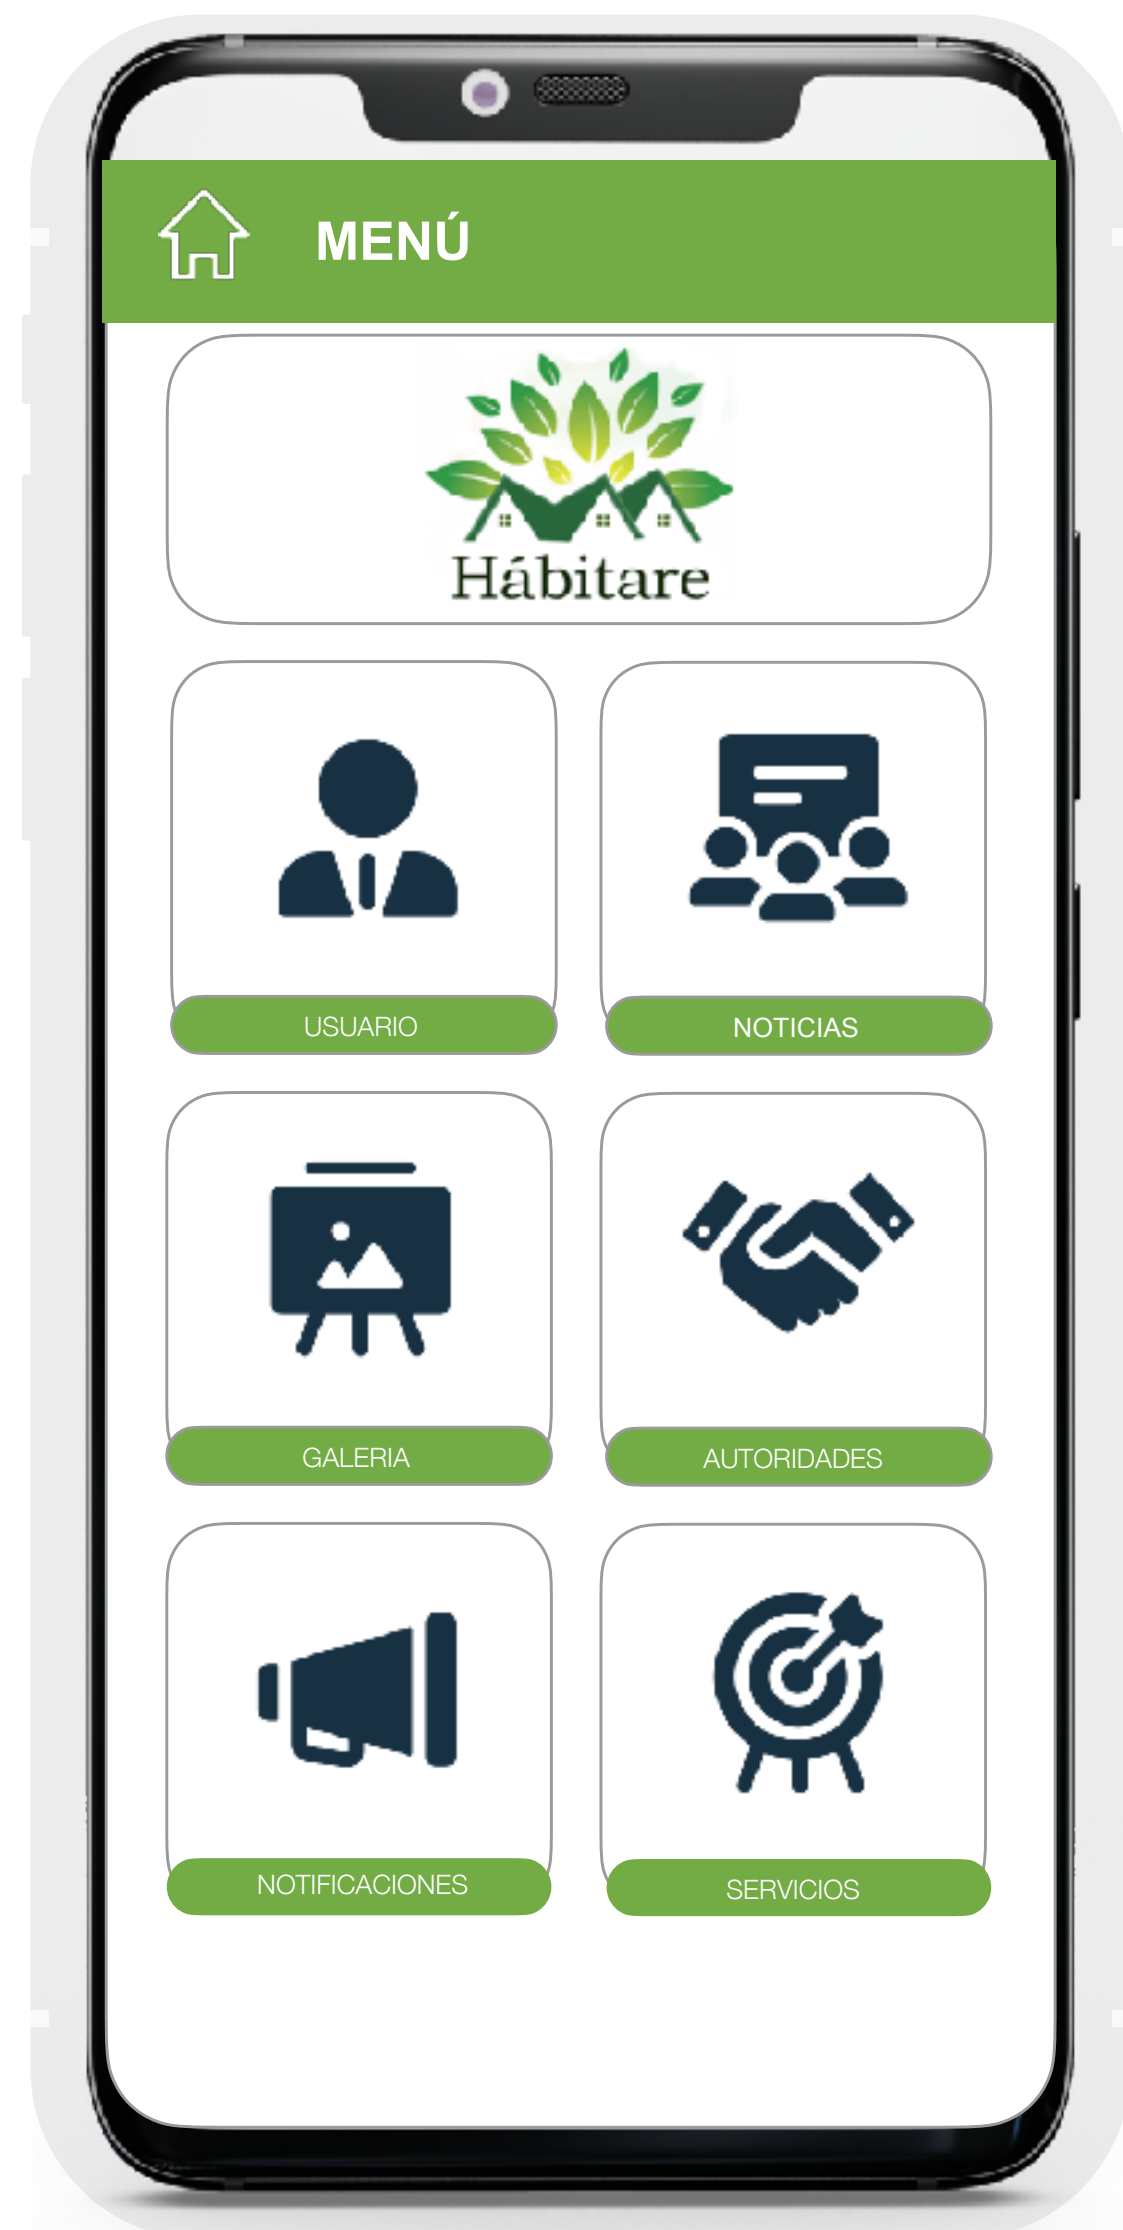 MENÚ
Hábitare
USUARIO
NOTICIAS
GALERIA
AUTORIDADES
NOTIFICACIONES
SERVICIOS